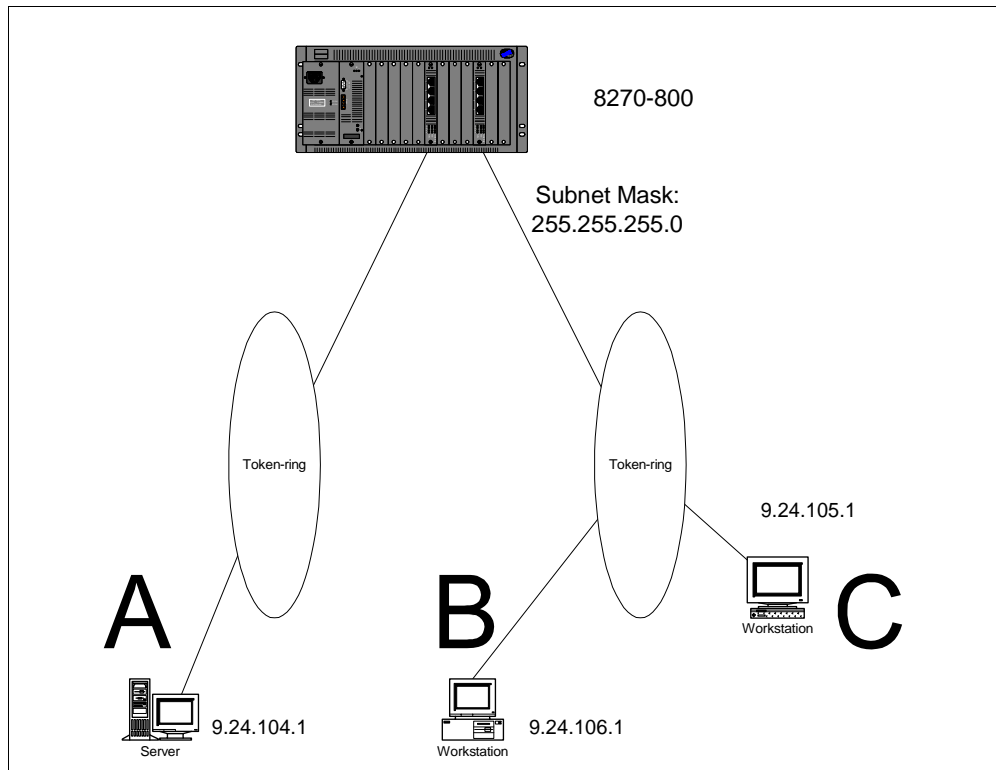 8270-800
Subnet Mask:
255.255.255.0
Token-ring
Token-ring
9.24.105.1
A
B
C
Workstation
9.24.104.1
9.24.106.1
Server
Workstation